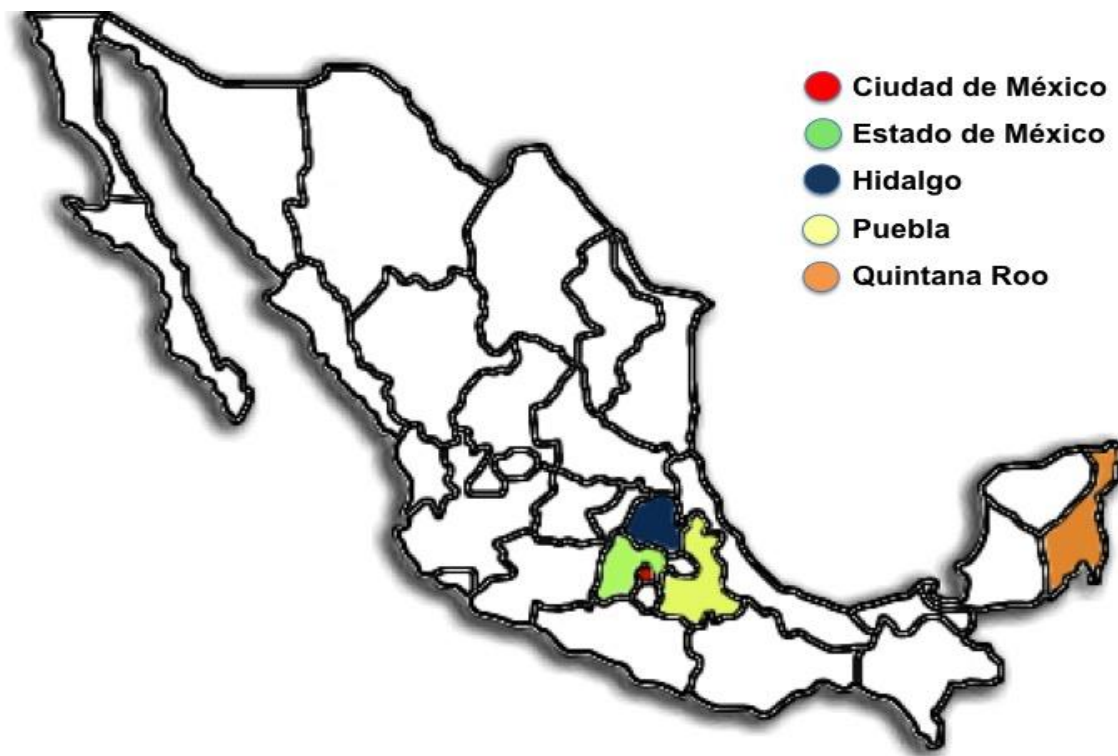 Ciudad de México
Estado de México
Hidalgo
Puebla
Quintana Roo